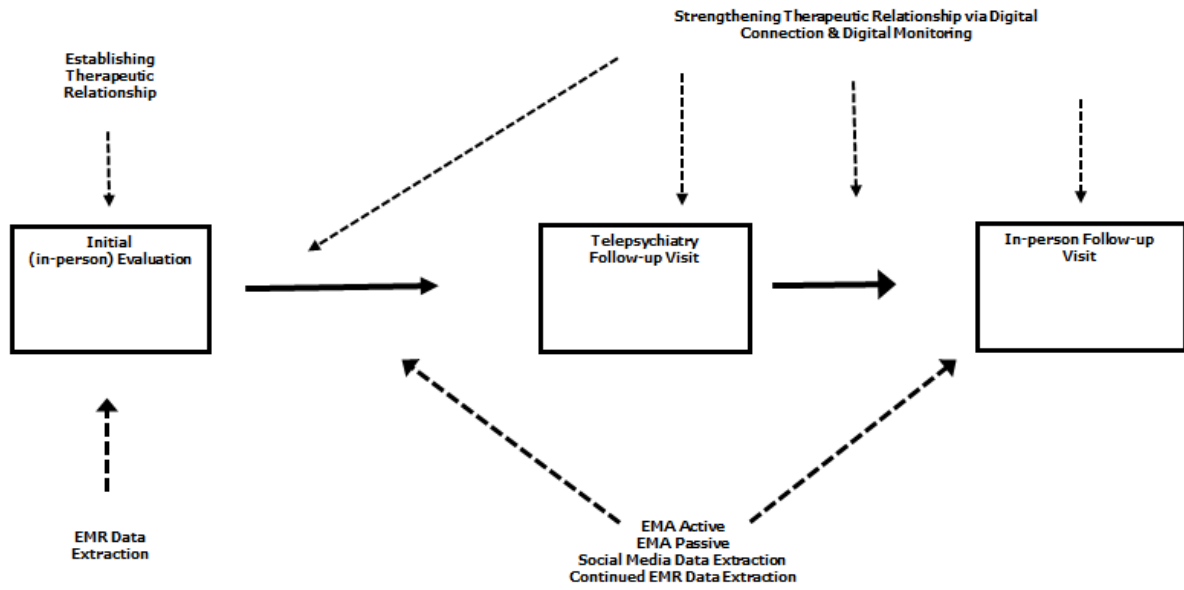 Strengthening Therapeutic Relationship via Digital
Connection & Digital Monitoring
Establishing
Therapeutic
Relationship
Initial
(in-person) Evaluation
Telepsychiatry
Follow-up Visit
In-person Follow-up
Visit
EMR Data
Extraction
EMA Active
EMA Passive
Social Media Data Extraction
Continued EMR Data Extraction